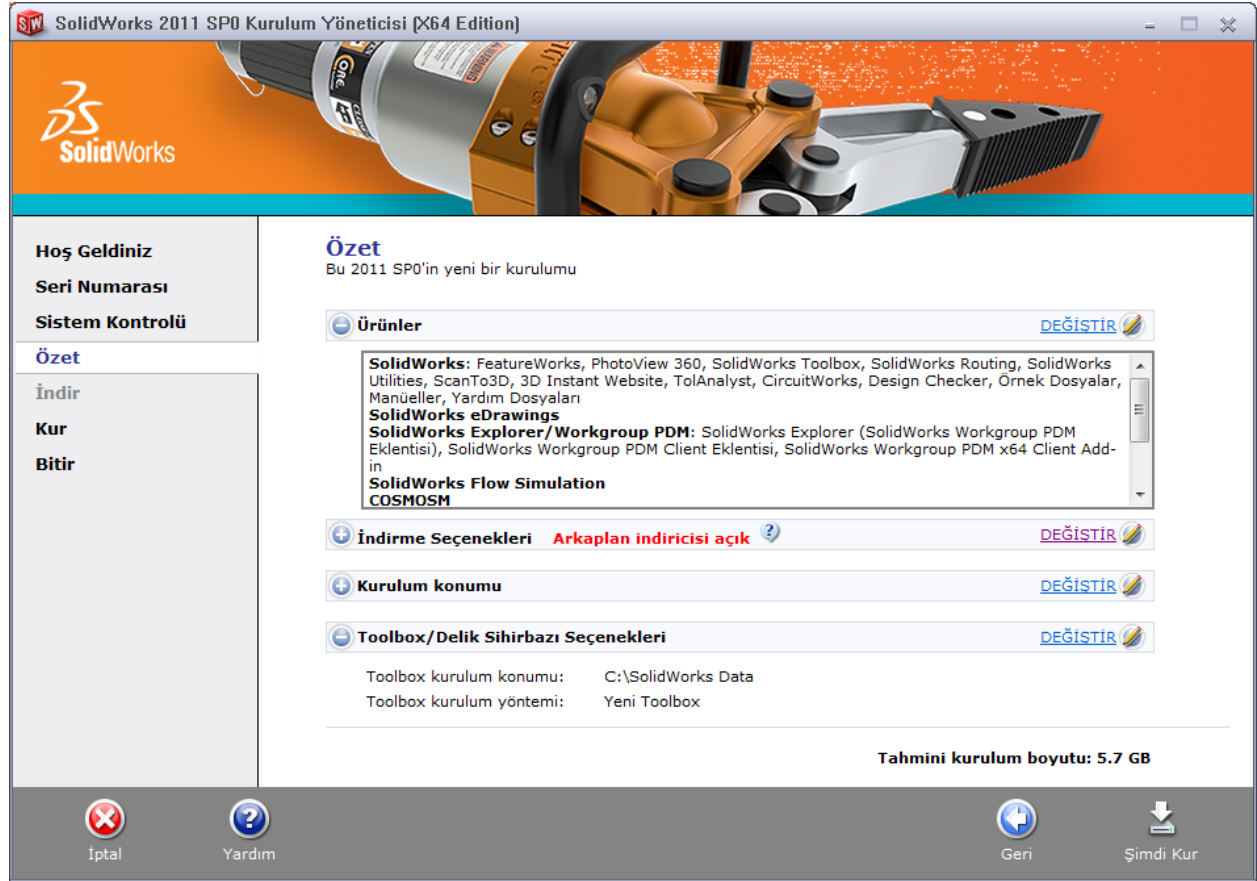 SolidWorks 2011 SP0 Kurulum Yöneticisi (X64 Edition)
WARNING
CORE
SolidWorks
Hoş Geldiniz
Seri Numarası
Sistem Kontrolü
Özet
İndir
Kur
Bitir
Özet
Bu 2011 SP0'in yeni bir kurulumu
Ürünler DEĞİŞTİR
SolidWorks: FeatureWorks, PhotoView 360, SolidWorks Toolbox, SolidWorks Routing, SolidWorks
Utilities, ScanTo3D, 3D Instant Website, TolAnalyst, CircuitWorks, Design Checker, Örnek Dosyalar,
Manüeller, Yardım Dosyaları
SolidWorks eDrawings
SolidWorks Explorer/Workgroup PDM: SolidWorks Explorer (SolidWorks Workgroup PDM
Eklentisi), SolidWorks Workgroup PDM Client Eklentisi, SolidWorks Workgroup PDM x64 Client Add-
in
SolidWorks Flow Simulation
COSMOSM
İndirme Seçenekleri Arkaplan indiricisi açık DEĞİŞTİR
Kurulum konumu DEĞİŞTİR
Toolbox/Delik Sihirbazı Seçenekleri DEĞİŞTİR
Toolbox kurulum konumu: C:\SolidWorks Data
Toolbox kurulum yöntemi: Yeni Toolbox
Tahmini kurulum boyutu: 5.7 GB
İptal Yardım Geri Şimdi Kur